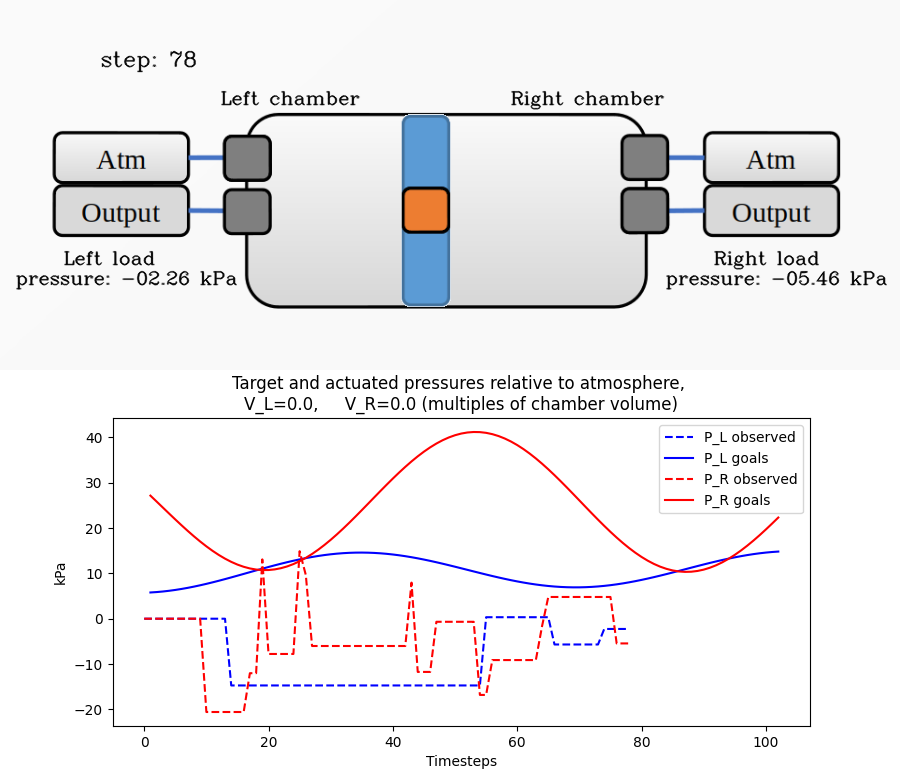 step: 78
Left chamber
Right chamber
Atm
Atm
Output
Output
Left load
pressure: -02.26 kPa
Right load
pressure: -05.46 kPa
Target and actuated pressures relative to atmosphere,
V_L=0.0, V_R=0.0 (multiples of chamber volume)
P_L observed
P_L goals
P_R observed
P_R goals
kPa
40
30
20
10
0
−10
−20
0 20 40 60 80 100
Timesteps